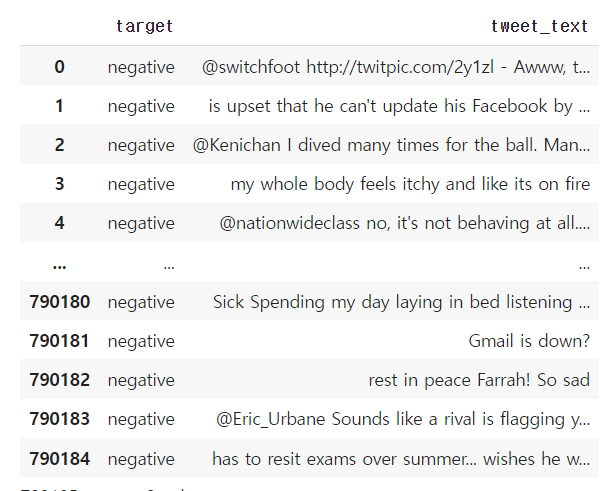 target tweet_text
0 negative @switchfoot http://twitpic.com/2y1zl - Awww, t...
1 negative is upset that he can't update his Facebook by ...
2 negative @Kenichan I dived many times for the ball. Man...
3 negative my whole body feels itchy and like its on fire
4 negative @nationwideclass no, it's not behaving at all....
... ... ...
790180 negative Sick Spending my day laying in bed listening ...
790181 negative Gmail is down?
790182 negative rest in peace Farrah! So sad
790183 negative @Eric_Urbane Sounds like a rival is flagging y...
790184 negative has to resit exams over summer... wishes he w...